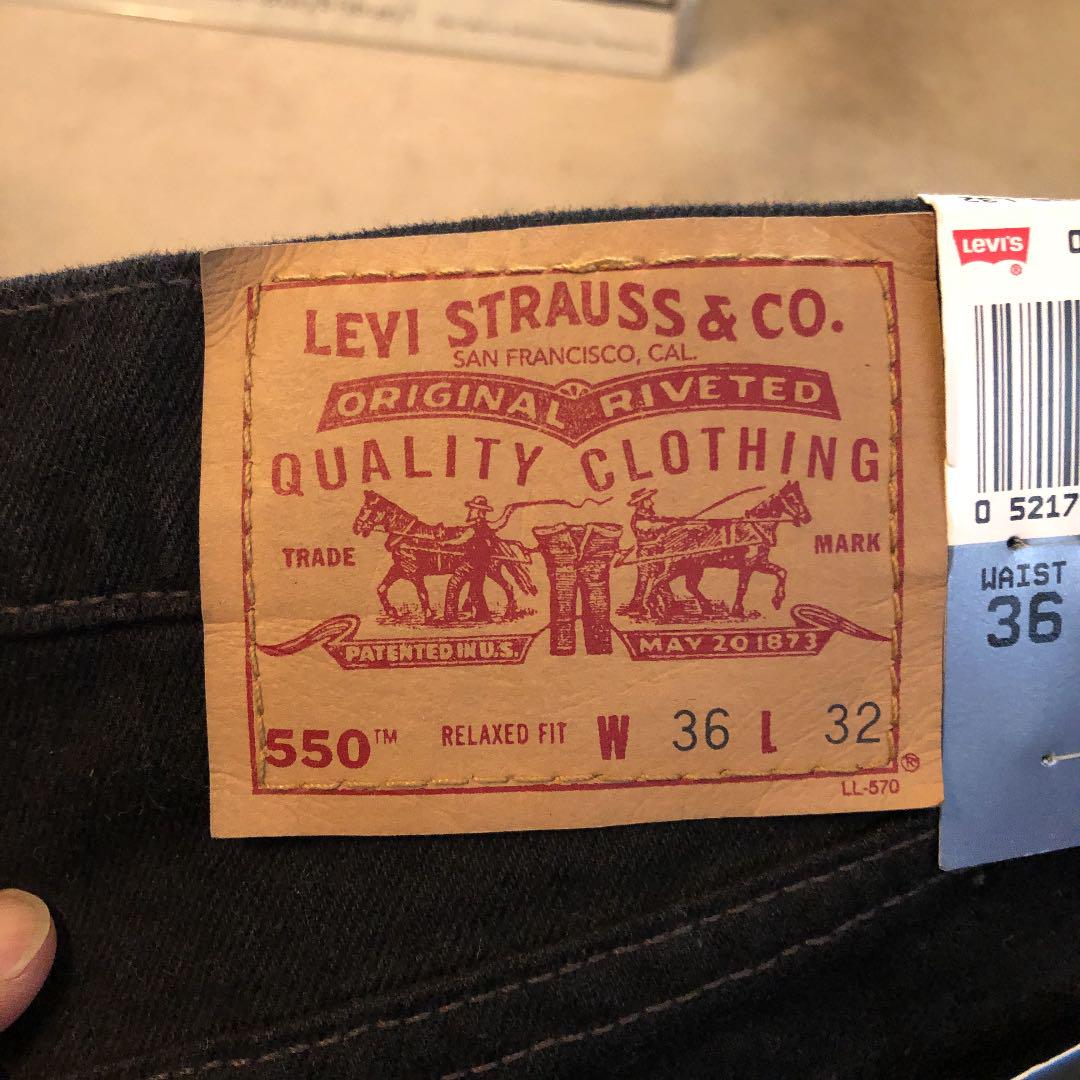 LEVI STRAUSS & CO.
SAN FRANCISCO, CAL.
ORIGINAL RIVETED
QUALITY CLOTHING
TRADE MARK
PATENTED IN U.S. MAY 20 1873
550™ RELAXED FIT W 36 L 32
®
LL-570
LEVI'S
®
0 5217
WAIST
36